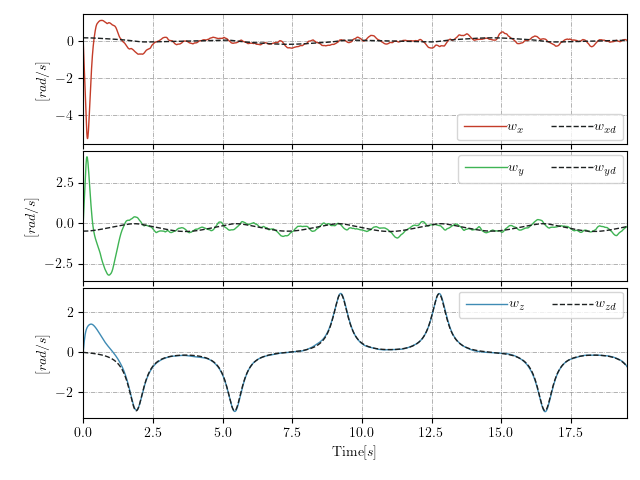 0
−2
−4
[rad/s]
w_x w_xd
2.5
0.0
−2.5
[rad/s]
w_y w_yd
2
0
−2
[rad/s]
w_z w_zd
0.0 2.5 5.0 7.5 10.0 12.5 15.0 17.5
Time[s]